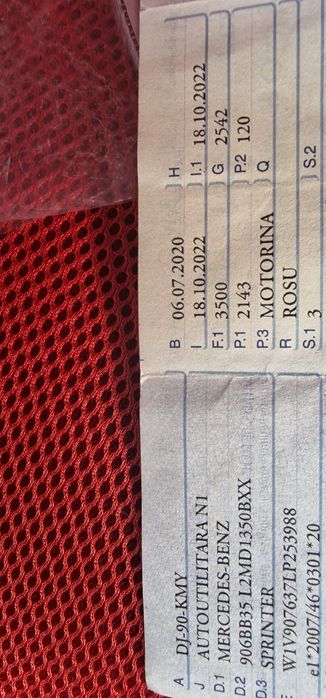 A DJ-90-KMY
J AUTOUTILITARA N1
D.1 MERCEDES-BENZ
D.2 906BB35 L2MD1350BXX
D.3 SPRINTER
E W1V907637LP253988
e1*2007/46*0301*20
B 06.07.2020 H
I 18.10.2022 I.1 18.10.2022
F.1 3500 G 2542
P.1 2143 P.2 120
P.3 MOTORINA Q
R ROSU
S.1 3 S.2